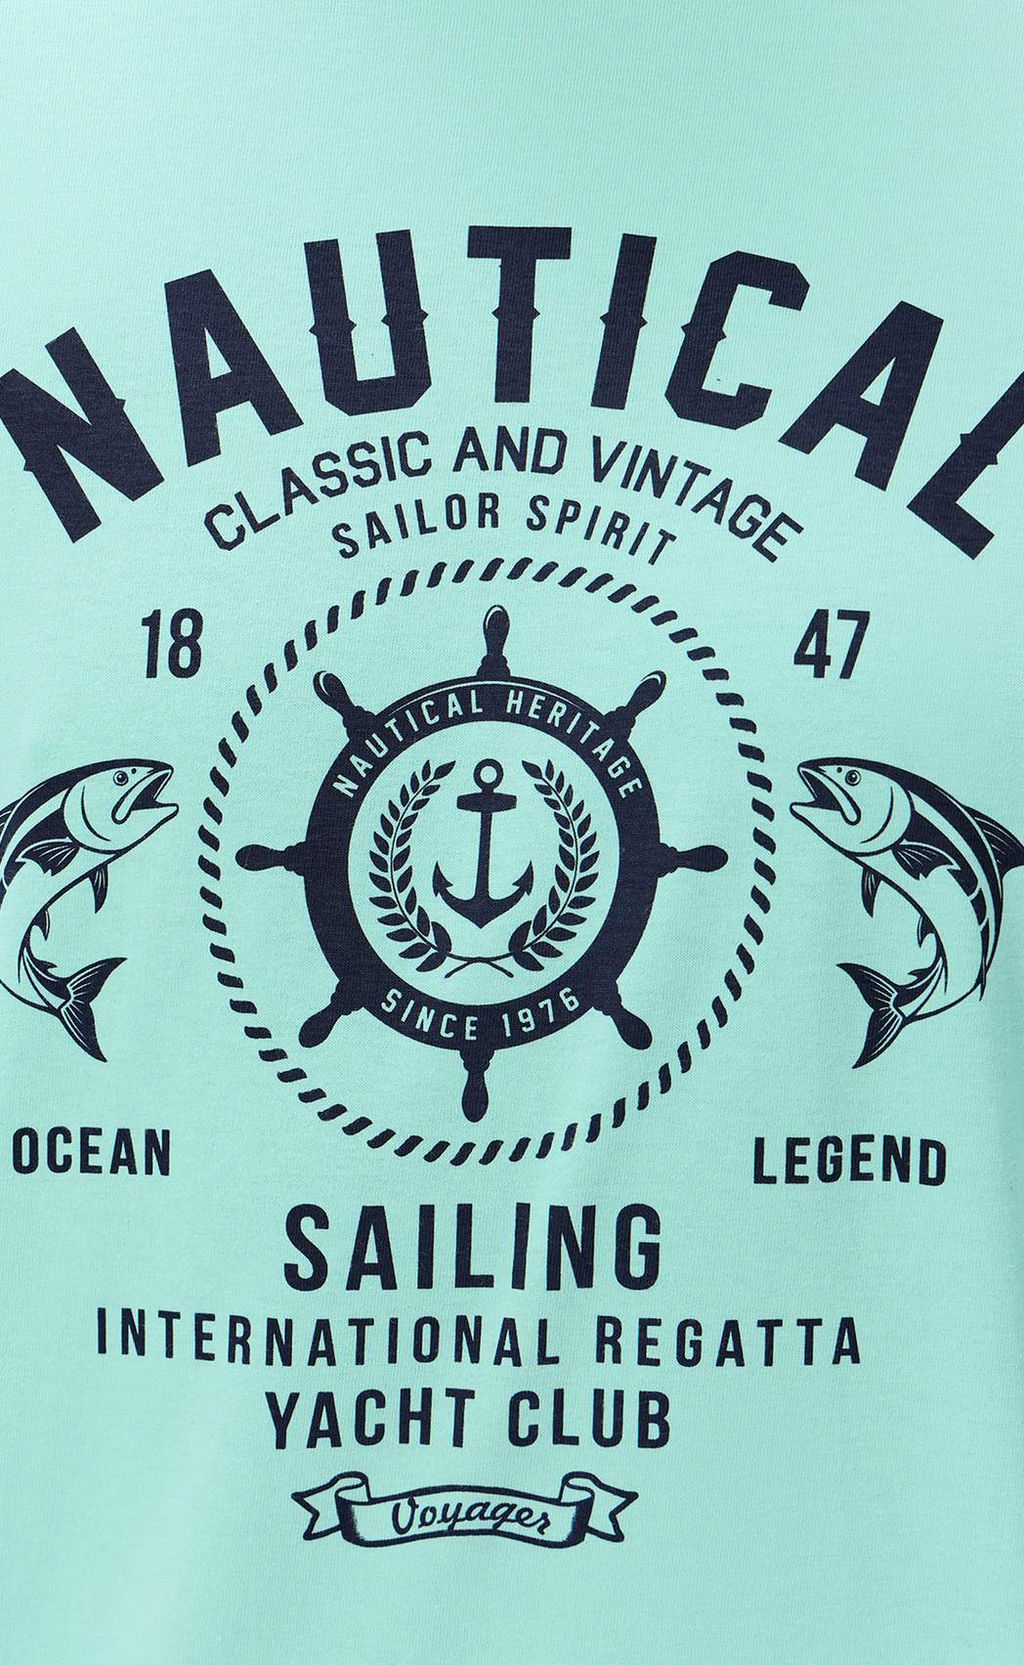 NAUTICAL
CLASSIC AND VINTAGE
SAILOR SPIRIT
18 47
NAUTICAL HERITAGE
SINCE 1976
OCEAN LEGEND
SAILING
INTERNATIONAL REGATTA
YACHT CLUB
Voyager